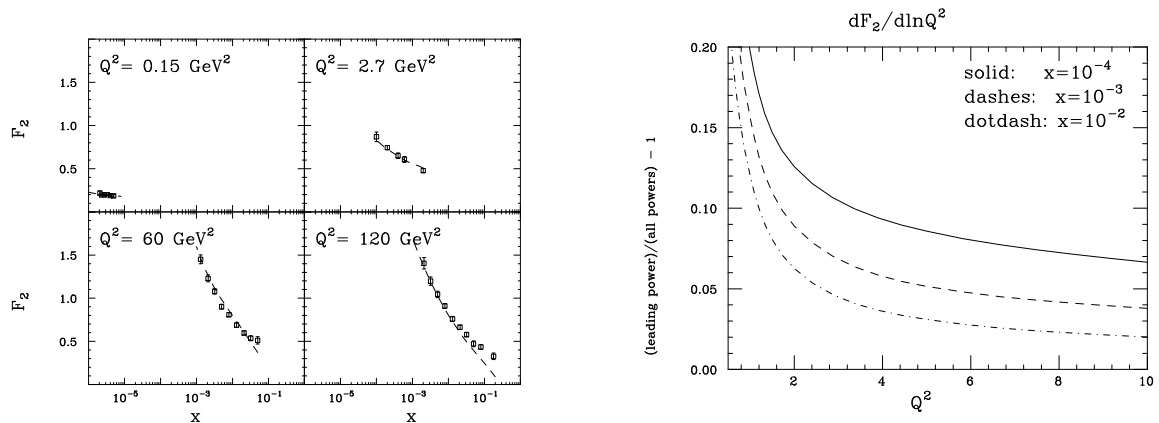 Q²= 0.15 GeV²
Q²= 2.7 GeV²
1.5
1.0
0.5
F₂
Q²= 60 GeV²
Q²= 120 GeV²
1.5
1.0
0.5
F₂
10⁻⁵ 10⁻³ 10⁻¹ 10⁻⁵ 10⁻³ 10⁻¹
x x
dF₂/dlnQ²
0.20
0.15
0.10
0.05
0.00
(leading power)/(all powers) − 1
solid: x=10⁻⁴
dashes: x=10⁻³
dotdash: x=10⁻²
2 4 6 8 10
Q²